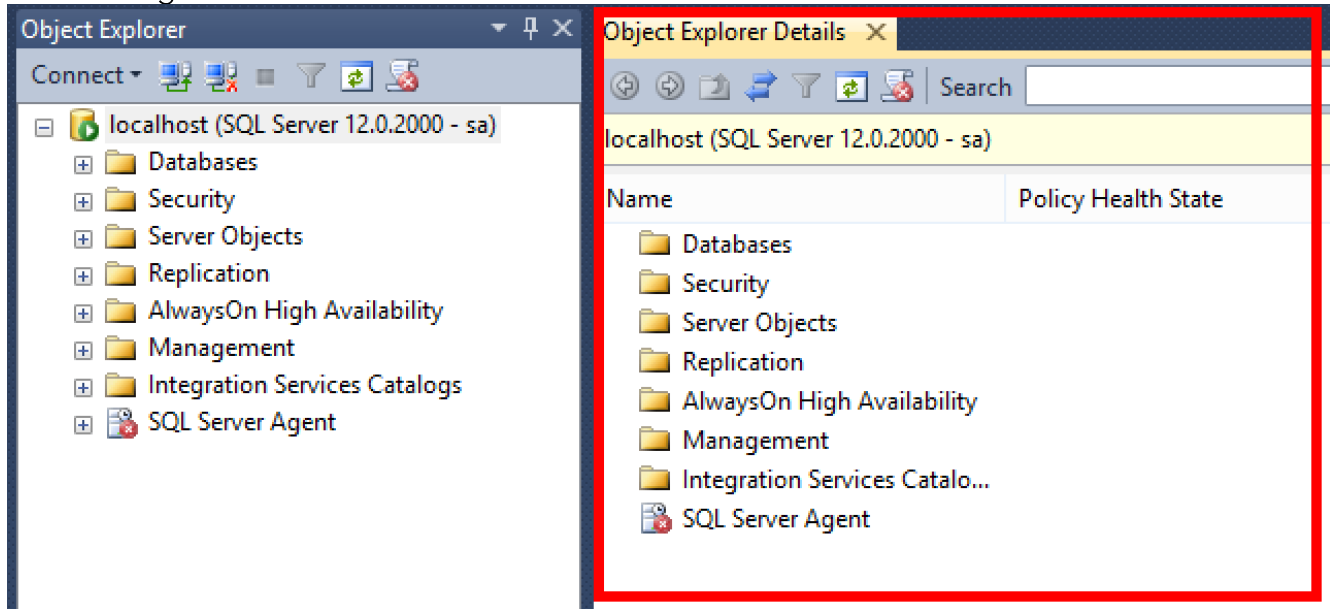 Object Explorer
Connect
localhost (SQL Server 12.0.2000 - sa)
Databases
Security
Server Objects
Replication
AlwaysOn High Availability
Management
Integration Services Catalogs
SQL Server Agent
Object Explorer Details
Search
localhost (SQL Server 12.0.2000 - sa)
Name Policy Health State
Databases
Security
Server Objects
Replication
AlwaysOn High Availability
Management
Integration Services Catalo...
SQL Server Agent